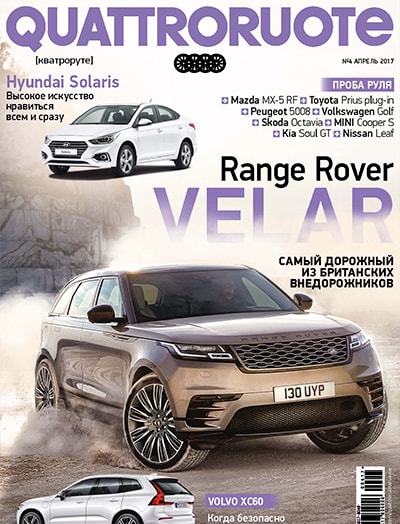 QUATTRORUOTE
[кватроруте]
№4 АПРЕЛЬ 2017
Hyundai Solaris
Высокое искусство
нравиться
всем и сразу
ПРОБА РУЛЯ
Mazda MX-5 RF Toyota Prius plug-in
Peugeot 5008 Volkswagen Golf
Skoda Octavia MINI Cooper S
Kia Soul GT Nissan Leaf
Range Rover
VELAR
САМЫЙ ДОРОЖНЫЙ
ИЗ БРИТАНСКИХ
ВНЕДОРОЖНИКОВ
RANGE ROVER
130 UYP
VOLVO XC60
Когда безопасно